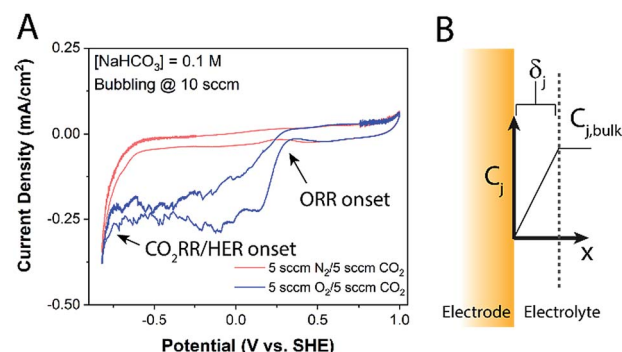 A
[NaHCO₃] = 0.1 M
Bubbling @ 10 sccm
ORR onset
CO₂RR/HER onset
5 sccm N₂/5 sccm CO₂
5 sccm O₂/5 sccm CO₂
0.25
0.00
-0.25
-0.50
-0.5
0.0
0.5
1.0
Current Density (mA/cm²)
Potential (V vs. SHE)
B
δj
Cj,bulk
Cj
x
Electrode
Electrolyte